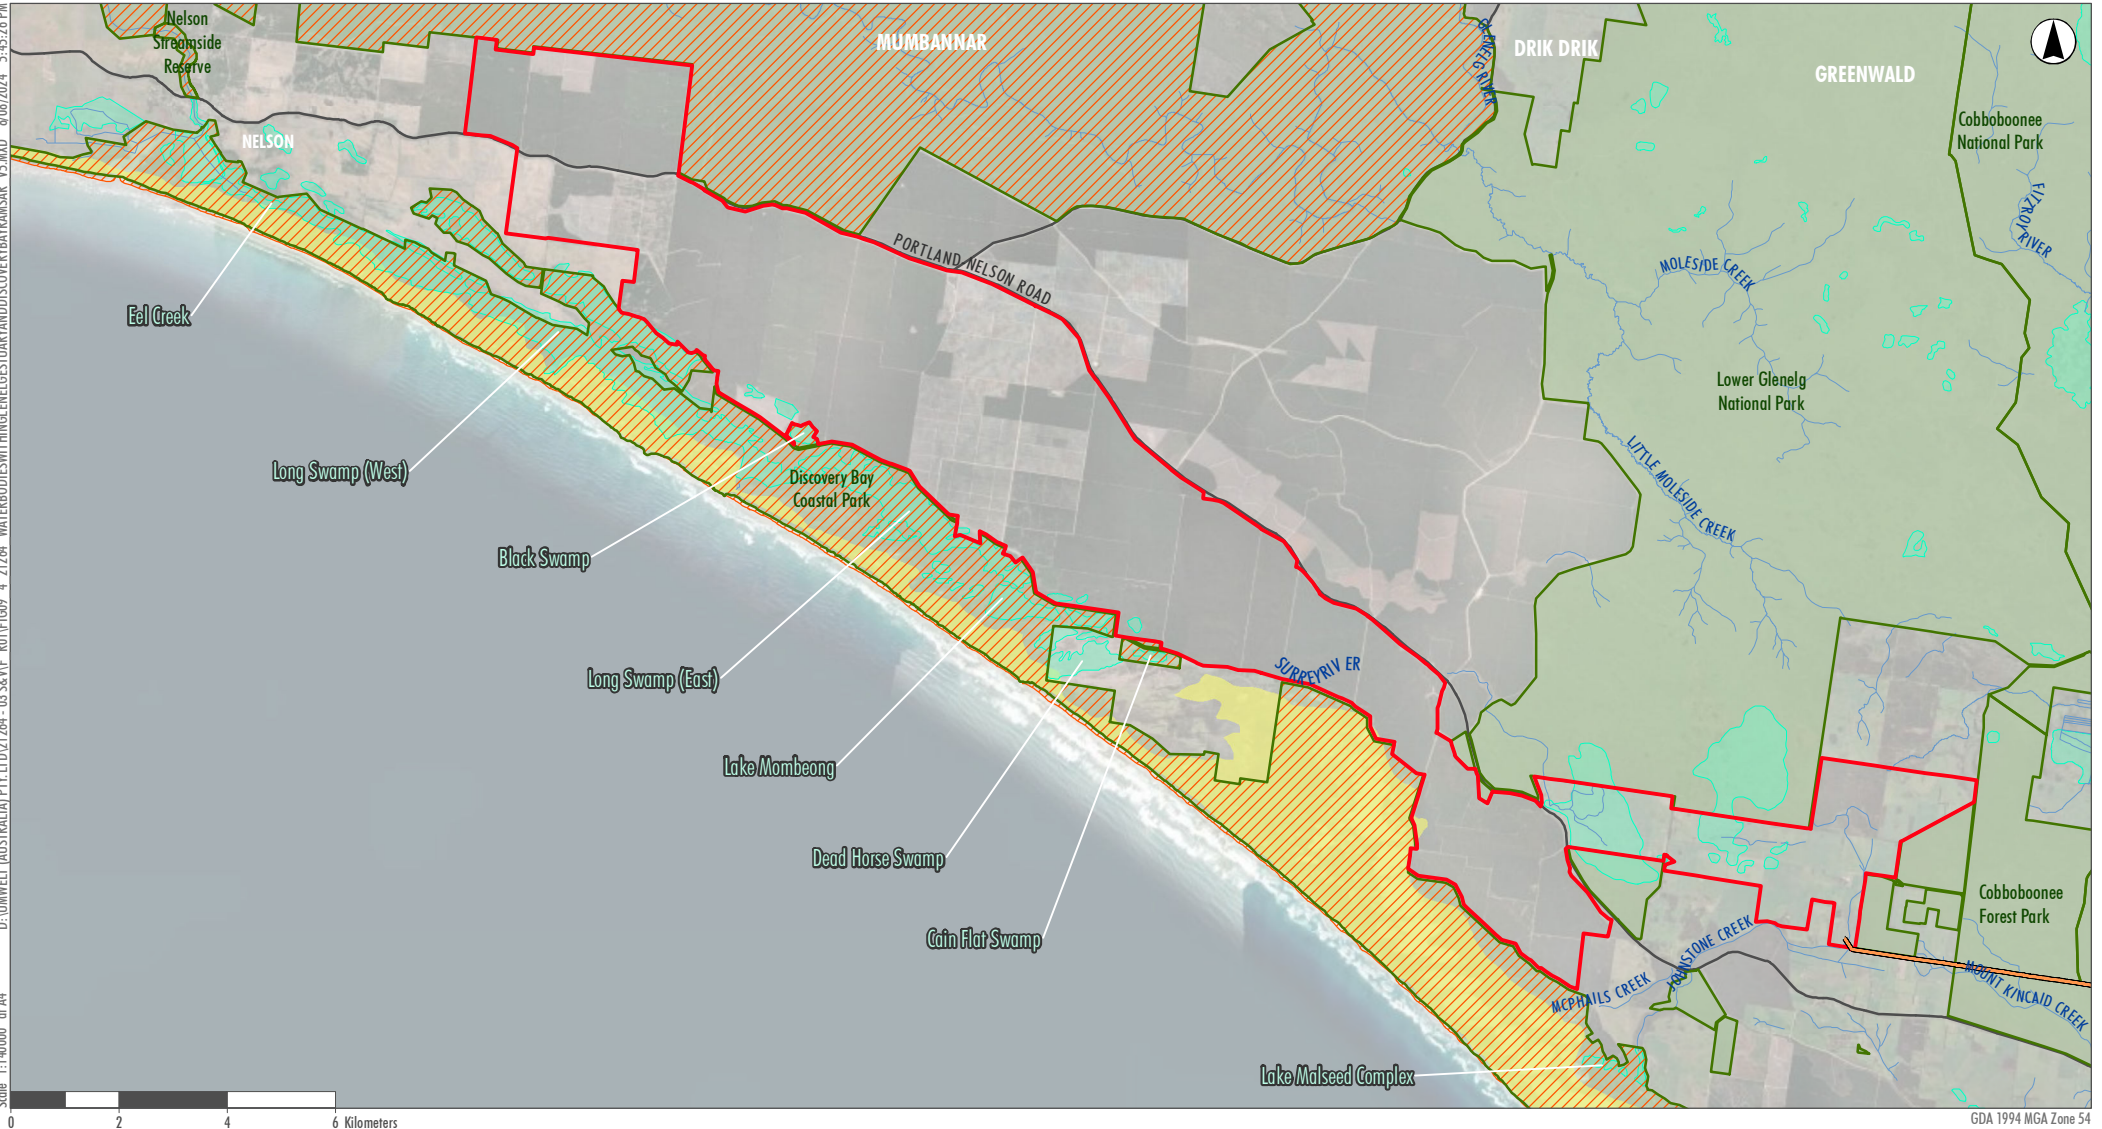 Nelson
Streamside
Reserve
MUMBANNAR
GLENELG RIVER
DRIK DRIK
GREENWALD
Cobboboonee
National Park
NELSON
FITZROY RIVER
PORTLAND NELSON ROAD
MOLESIDE CREEK
Eel Creek
Lower Glenelg
National Park
Long Swamp (West)
LITTLE MOLESIDE CREEK
Discovery Bay
Coastal Park
Black Swamp
Long Swamp (East)
SURREYRIV ER
Lake Mombeong
Dead Horse Swamp
Cain Flat Swamp
Cobboboonee
Forest Park
JOHNSTONE CREEK
MCPHAILS CREEK
MOUNT KINCAID CREEK
Lake Malseed Complex
0 2 4 6 Kilometers
GDA 1994 MGA Zone 54